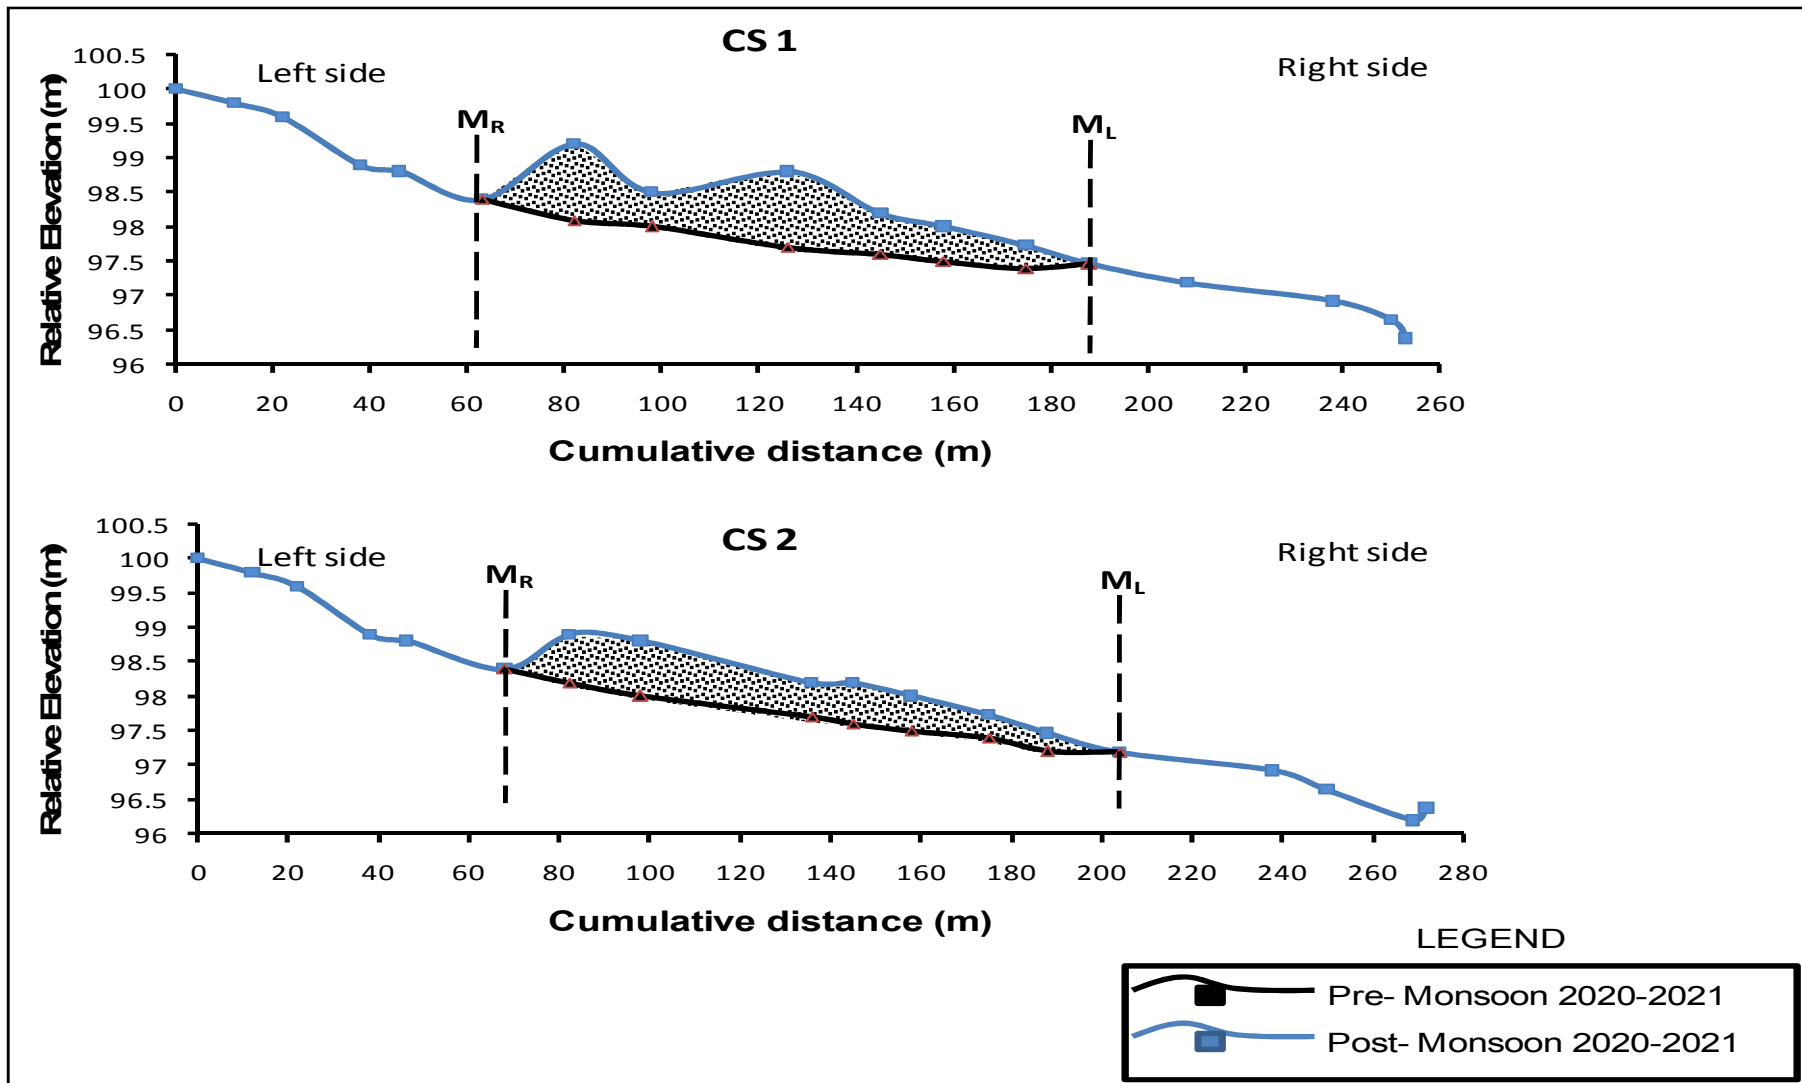 CS 1
Left side
Right side
M_R
M_L
Relative Elevation (m)
100.5
100
99.5
99
98.5
98
97.5
97
96.5
96
0 20 40 60 80 100 120 140 160 180 200 220 240 260
Cumulative distance (m)
CS 2
Left side
Right side
M_R
M_L
Relative Elevation (m)
100.5
100
99.5
99
98.5
98
97.5
97
96.5
96
0 20 40 60 80 100 120 140 160 180 200 220 240 260 280
Cumulative distance (m)
LEGEND
Pre- Monsoon 2020-2021
Post- Monsoon 2020-2021